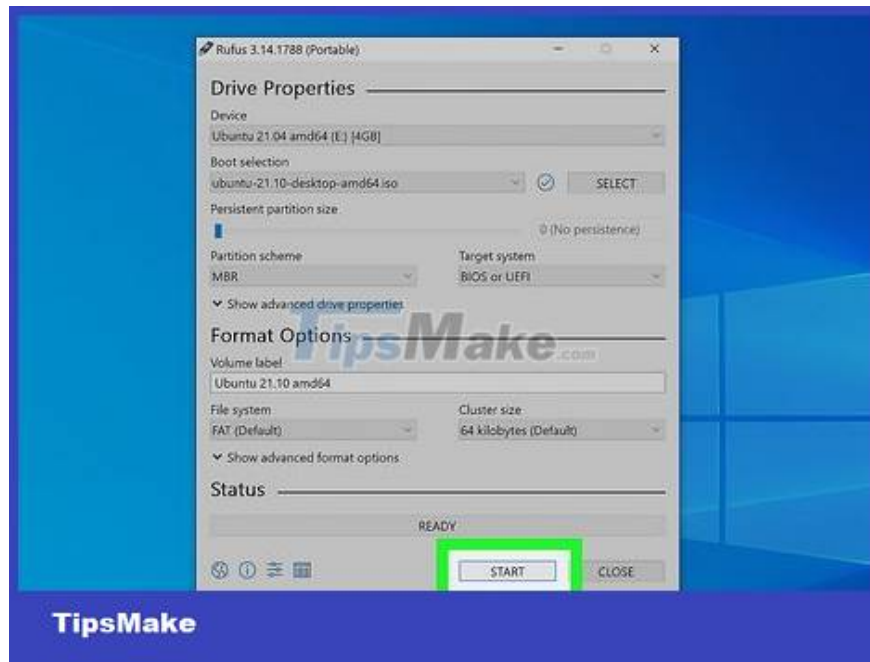 Rufus 3.14.1788 (Portable)
Drive Properties
Device
Ubuntu 21.04 amd64 (E:) [4GB]
Boot selection
ubuntu-21.10-desktop-amd64.iso
SELECT
Persistent partition size
0 (No persistence)
Partition scheme Target system
MBR BIOS or UEFI
Show advanced drive properties
Format Options
TipsMake.com
Volume label
Ubuntu 21.10 amd64
File system Cluster size
FAT (Default) 64 kilobytes (Default)
Show advanced format options
Status
READY
START CLOSE
TipsMake